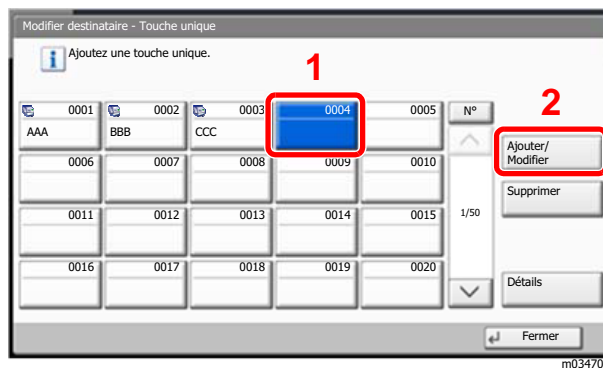 Modifier destinataire - Touche unique
Ajoutez une touche unique.
1
0001 0002 0003 0004 0005 N°
AAA BBB CCC
2
Ajouter/
Modifier
0006 0007 0008 0009 0010
Supprimer
0011 0012 0013 0014 0015 1/50
0016 0017 0018 0019 0020
Détails
Fermer
m03470